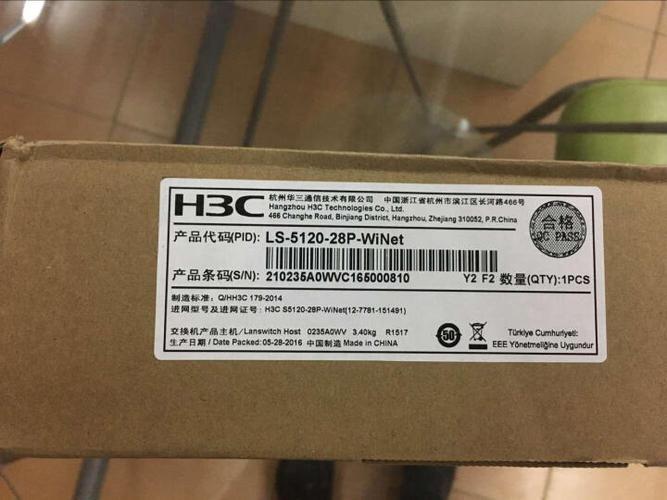 H3C
杭州华三通信技术有限公司 中国浙江省杭州市滨江区长河路466号
Hangzhou H3C Technologies Co., Ltd.
466 Changhe Road, Binjiang District, Hangzhou, Zhejiang 310052, P.R.China
合格
QC PASS
产品代码(PID): LS-5120-28P-WiNet
产品条码(S/N): 210235A0WVC165000810 Y2 F2 数量(QTY):1PCS
制造标准: Q/HH3C 179-2014
进网型号及进网证号: H3C S5120-28P-WiNet(12-7781-151491)
交换机产品主机/Lanswitch Host 0235A0WV 3.40kg R1517
生产日期 / Date Packed:05-28-2016 中国制造 Made in CHINA
50
Türkiye Cumhuriyeti:
EEE Yönetmeliğine Uygundur